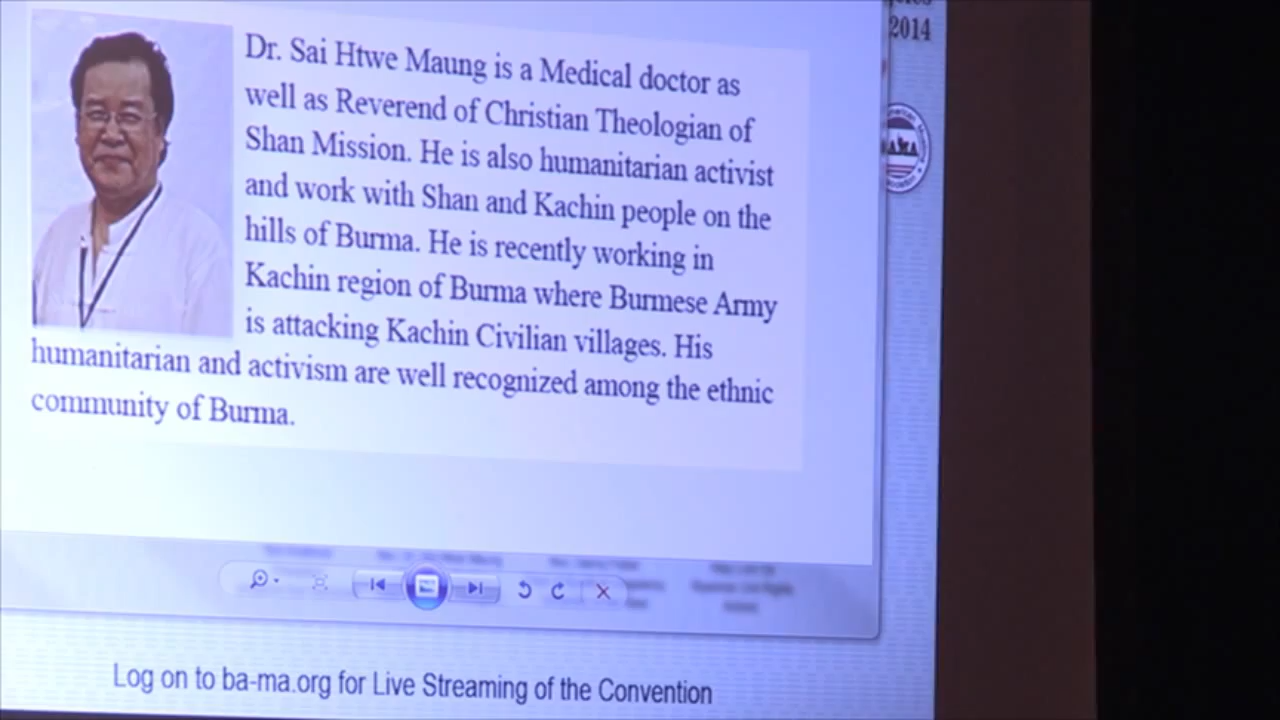 2014
Dr. Sai Htwe Maung is a Medical doctor as
well as Reverend of Christian Theologian of
Shan Mission. He is also humanitarian activist
and work with Shan and Kachin people on the
hills of Burma. He is recently working in
Kachin region of Burma where Burmese Army
is attacking Kachin Civilian villages. His
humanitarian and activism are well recognized among the ethnic
community of Burma.
Log on to ba-ma.org for Live Streaming of the Convention